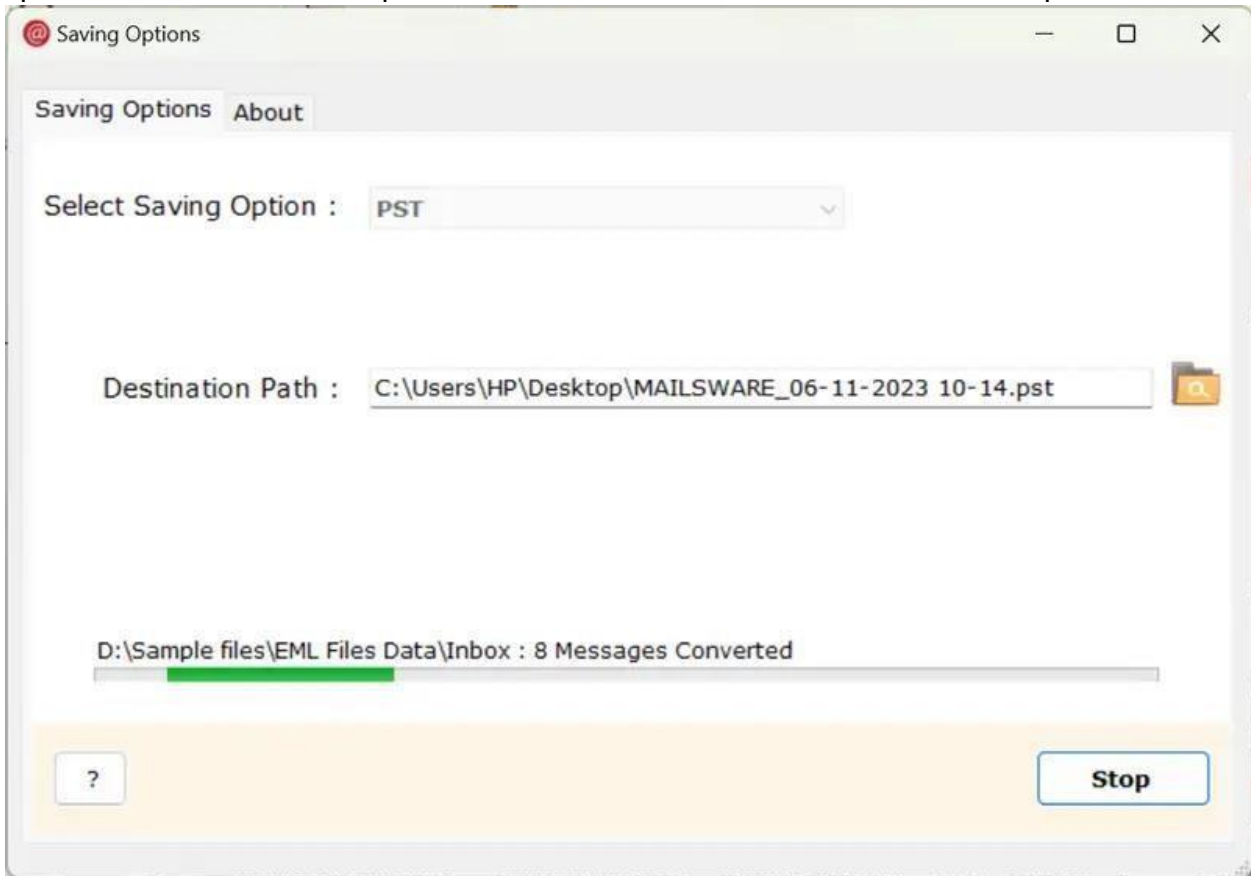 Saving Options
Saving Options About
Select Saving Option : PST
Destination Path : C:\Users\HP\Desktop\MAILSWARE_06-11-2023 10-14.pst
D:\Sample files\EML Files Data\Inbox : 8 Messages Converted
? Stop